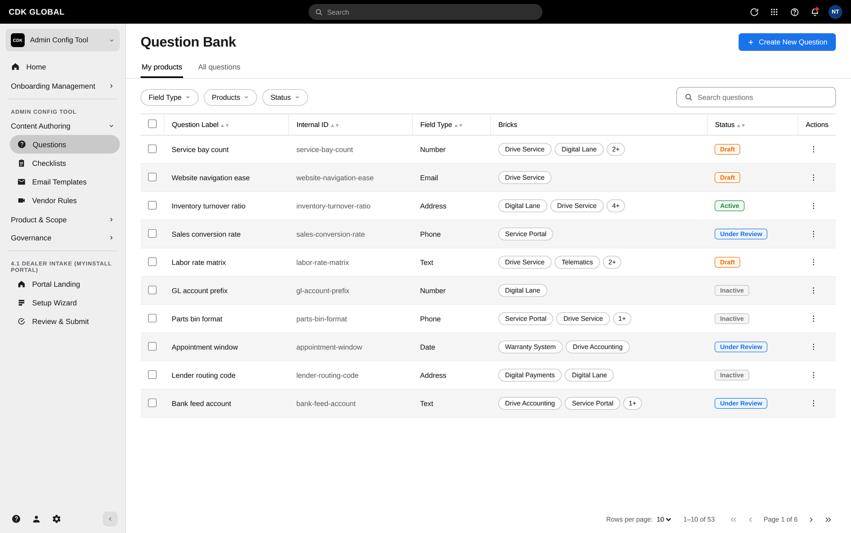 CDK GLOBAL
Search
NT
CDK
Admin Config Tool
Home
Onboarding Management
ADMIN CONFIG TOOL
Content Authoring
Questions
Checklists
Email Templates
Vendor Rules
Product & Scope
Governance
4.1 DEALER INTAKE (MYINSTALL
PORTAL)
Portal Landing
Setup Wizard
Review & Submit
Question Bank
Create New Question
My products All questions
Field Type Products Status
Search questions
Question Label Internal ID Field Type Bricks Status Actions
Service bay count service-bay-count Number Drive Service Digital Lane 2+ Draft
Website navigation ease website-navigation-ease Email Drive Service Draft
Inventory turnover ratio inventory-turnover-ratio Address Digital Lane Drive Service 4+ Active
Sales conversion rate sales-conversion-rate Phone Service Portal Under Review
Labor rate matrix labor-rate-matrix Text Drive Service Telematics 2+ Draft
GL account prefix gl-account-prefix Number Digital Lane Inactive
Parts bin format parts-bin-format Phone Service Portal Drive Service 1+ Inactive
Appointment window appointment-window Date Warranty System Drive Accounting Under Review
Lender routing code lender-routing-code Address Digital Payments Digital Lane Inactive
Bank feed account bank-feed-account Text Drive Accounting Service Portal 1+ Under Review
Rows per page: 10 1–10 of 53 Page 1 of 6